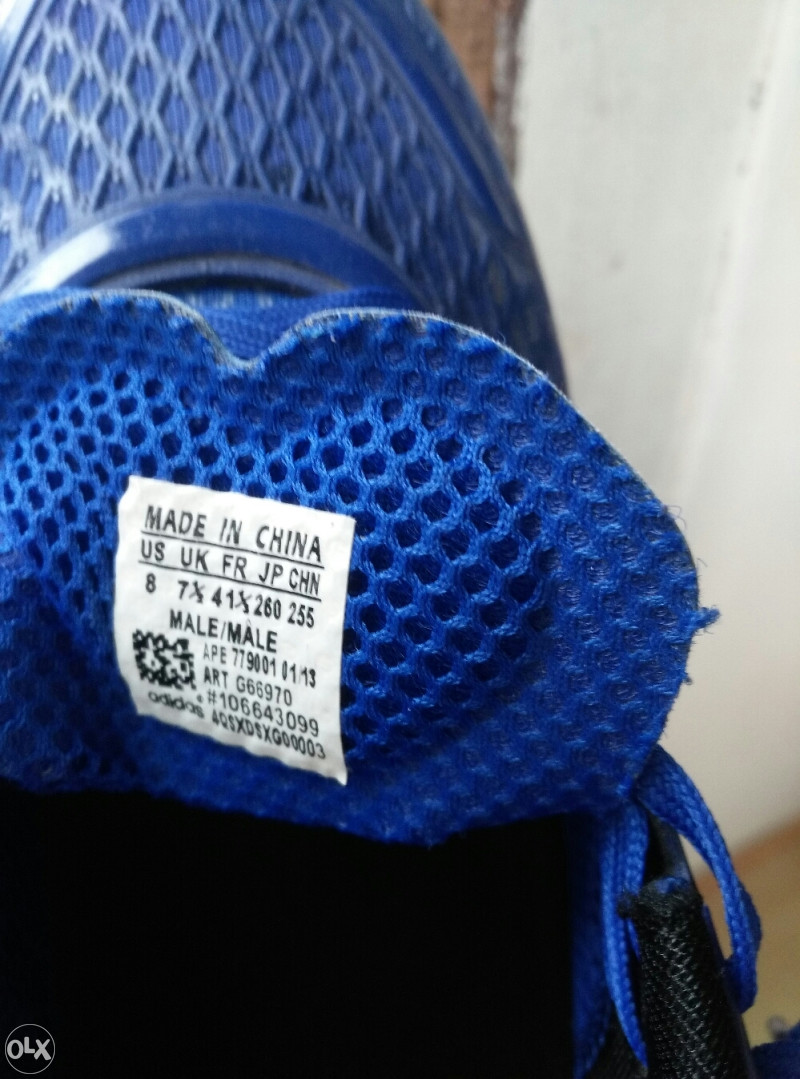 MADE IN CHINA
US UK FR JP CHN
8 7½ 41⅓ 260 255
MALE/MALE
APE 779001 01/13
ART G66970
#106643099
adidas 4QSXDSXG00003
OLX